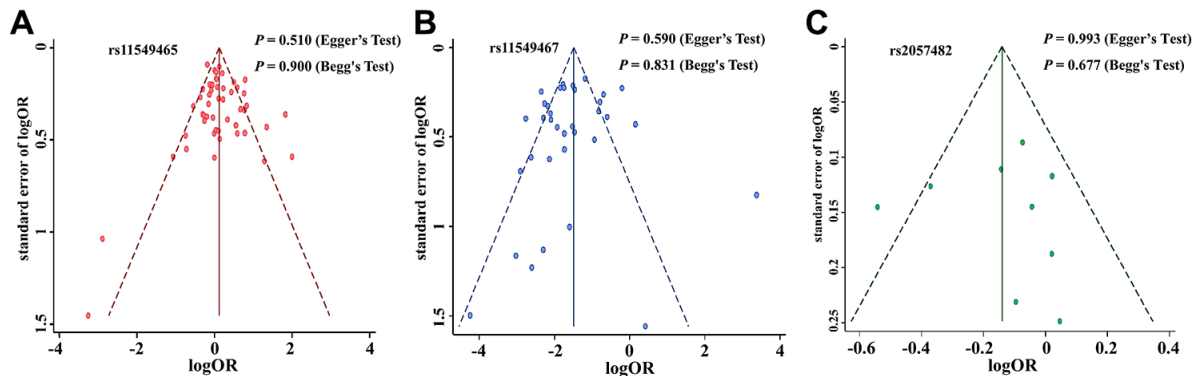 A
rs11549465
P = 0.510 (Egger's Test)
P = 0.900 (Begg's Test)
standard error of logOR
0
0.5
1
1.5
-4
-2
0
2
4
logOR
B
rs11549467
P = 0.590 (Egger's Test)
P = 0.831 (Begg's Test)
standard error of logOR
0
0.5
1
1.5
-4
-2
0
2
4
logOR
C
rs2057482
P = 0.993 (Egger's Test)
P = 0.677 (Begg's Test)
standard error of logOR
0
0.05
0.1
0.15
0.2
0.25
-0.6
-0.4
-0.2
0
0.2
0.4
logOR